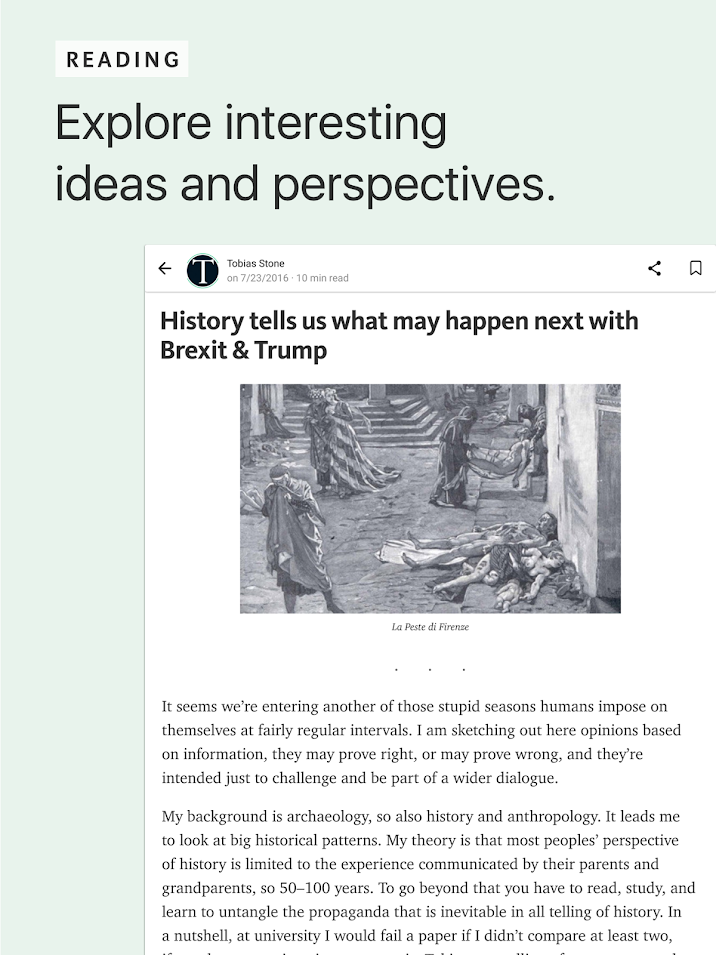 READING
Explore interesting
ideas and perspectives.
T
Tobias Stone
on 7/23/2016 · 10 min read
History tells us what may happen next with
Brexit & Trump
La Peste di Firenze
. . .
It seems we’re entering another of those stupid seasons humans impose on
themselves at fairly regular intervals. I am sketching out here opinions based
on information, they may prove right, or may prove wrong, and they’re
intended just to challenge and be part of a wider dialogue.
My background is archaeology, so also history and anthropology. It leads me
to look at big historical patterns. My theory is that most peoples’ perspective
of history is limited to the experience communicated by their parents and
grandparents, so 50–100 years. To go beyond that you have to read, study, and
learn to untangle the propaganda that is inevitable in all telling of history. In
a nutshell, at university I would fail a paper if I didn’t compare at least two,